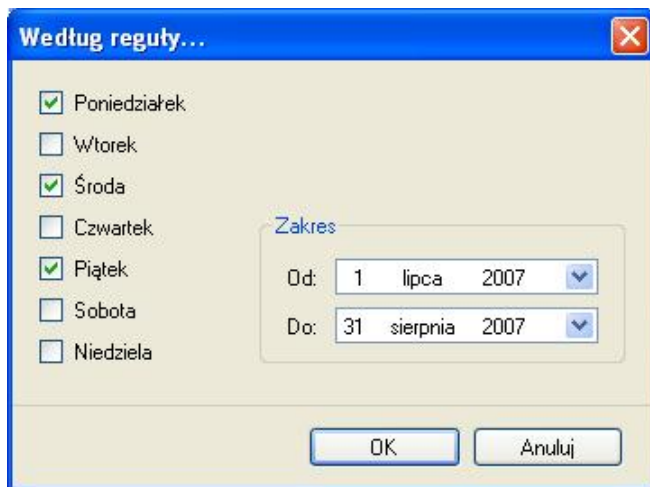 Według reguły...
Poniedziałek
Wtorek
Środa
Czwartek
Piątek
Sobota
Niedziela
Zakres
Od: 1 lipca 2007
Do: 31 sierpnia 2007
OK Anuluj